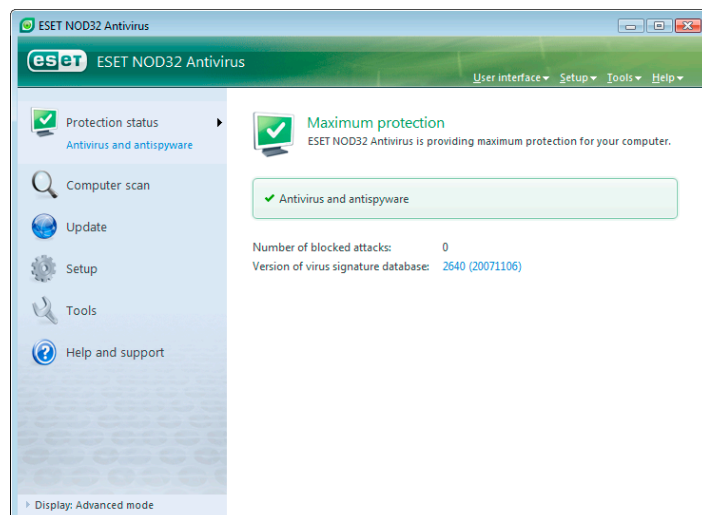 ESET NOD32 Antivirus
eseT ESET NOD32 Antivirus
User interface Setup Tools Help
Protection status
Antivirus and antispyware
Computer scan
Update
Setup
Tools
Help and support
Display: Advanced mode
Maximum protection
ESET NOD32 Antivirus is providing maximum protection for your computer.
Antivirus and antispyware
Number of blocked attacks: 0
Version of virus signature database: 2640 (20071106)